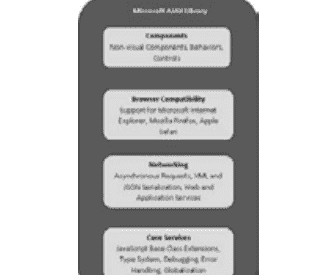 Microsoft AJAX Library
Components
Non-visual Components, Behaviors,
Controls
Browser Compatibility
Support for Microsoft Internet
Explorer, Mozilla Firefox, Apple
Safari
Networking
Asynchronous Requests, XML and
JSON Serialization, Web and
Application Services
Core Services
JavaScript Base Class Extensions,
Type System, Debugging, Error
Handling, Globalization